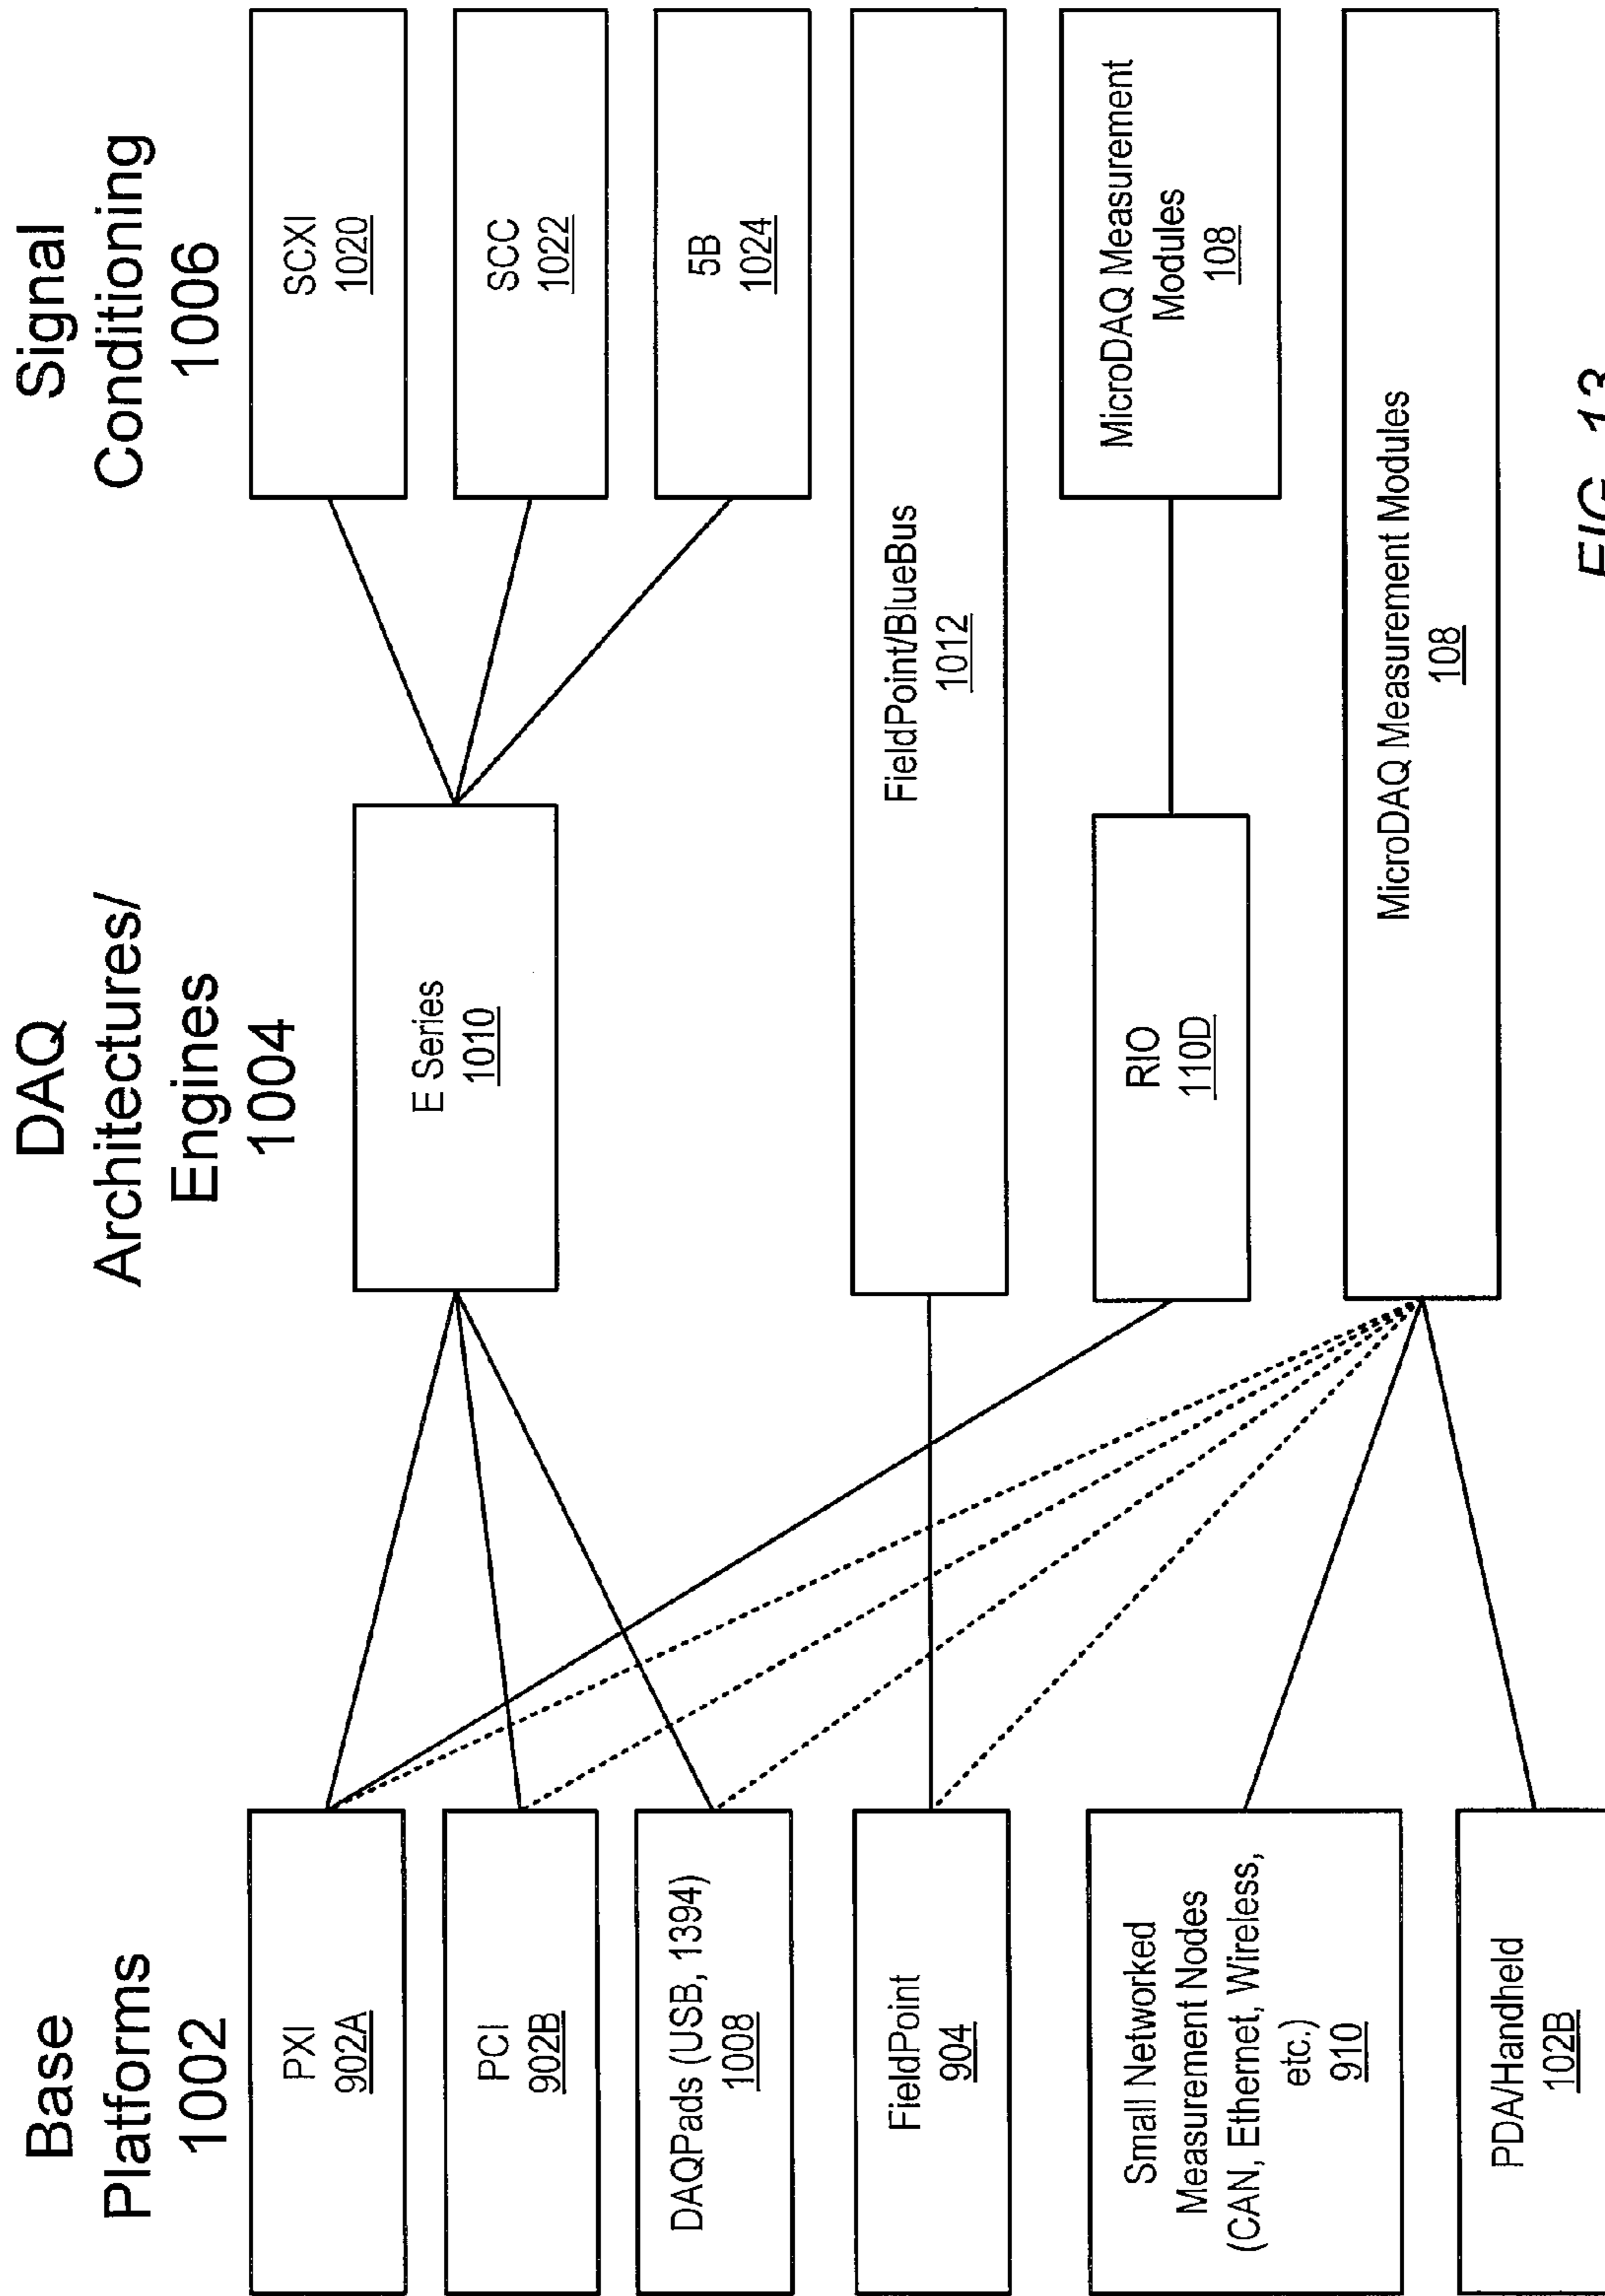 Base
Platforms
1002
DAQ
Architectures/
Engines
1004
Signal
Conditioning
1006
PXI
902A
PCI
902B
DAQPads (USB, 1394)
1008
FieldPoint
904
Small Networked
Measurement Nodes
(CAN, Ethernet, Wireless,
etc.)
910
PDA/Handheld
102B
E Series
1010
FieldPoint/BlueBus
1012
RIO
110D
MicroDAQ Measurement Modules
108
SCXI
1020
SCC
1022
5B
1024
MicroDAQ Measurement
Modules
108
FIG. 13